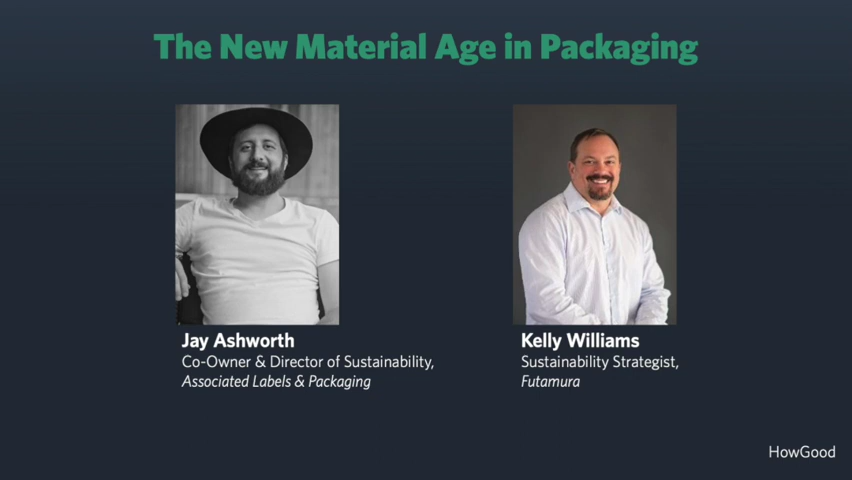 The New Material Age in Packaging
Jay Ashworth
Co-Owner & Director of Sustainability,
Associated Labels & Packaging
Kelly Williams
Sustainability Strategist,
Futamura
HowGood